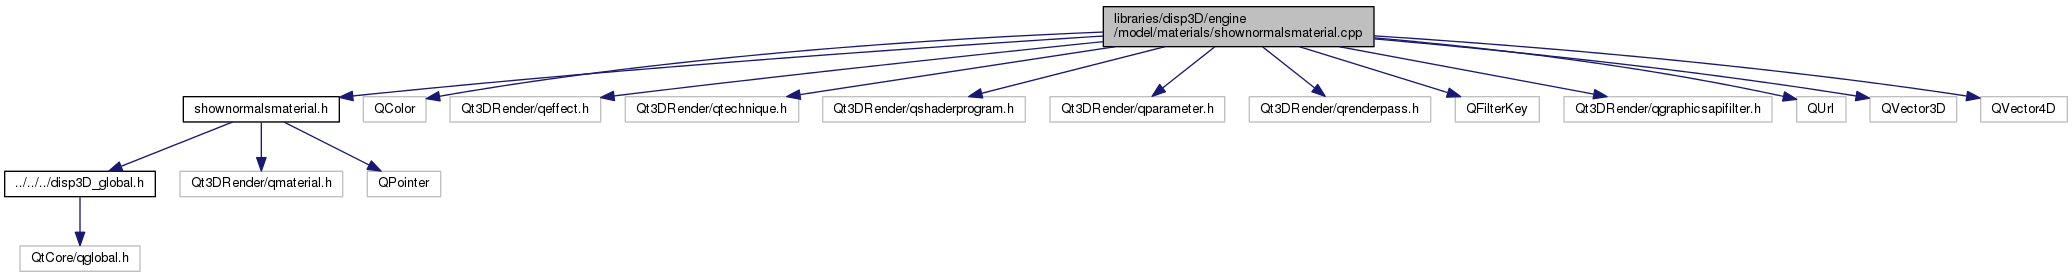 libraries/disp3D/engine
/model/materials/shownormalsmaterial.cpp
shownormalsmaterial.h
QColor
Qt3DRender/qeffect.h
Qt3DRender/qtechnique.h
Qt3DRender/qshaderprogram.h
Qt3DRender/qparameter.h
Qt3DRender/qrenderpass.h
QFilterKey
Qt3DRender/qgraphicsapifilter.h
QUrl
QVector3D
QVector4D
../../../disp3D_global.h
Qt3DRender/qmaterial.h
QPointer
QtCore/qglobal.h